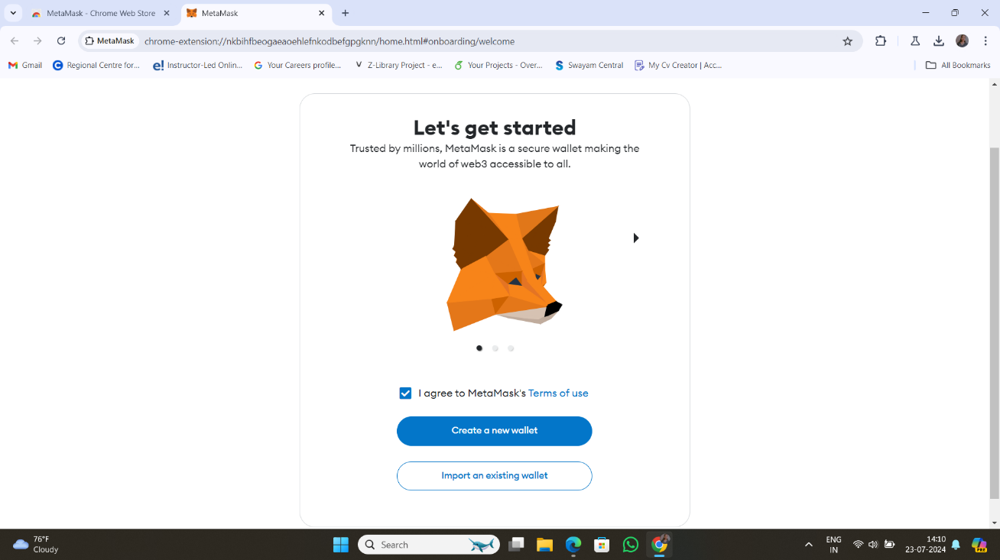 MetaMask - Chrome Web Store
MetaMask
MetaMask
chrome-extension://nkbihfbeogaeaoehlefnkodbefgpgknn/home.html#onboarding/welcome
Gmail
Regional Centre for...
Instructor-Led Onlin...
Your Careers profile...
Z-Library Project - e...
Your Projects - Over...
Swayam Central
My Cv Creator | Acc...
All Bookmarks
Let's get started
Trusted by millions, MetaMask is a secure wallet making the
world of web3 accessible to all.
I agree to MetaMask's Terms of use
Create a new wallet
Import an existing wallet
76°F
Cloudy
Search
ENG
IN
14:10
23-07-2024
PRE